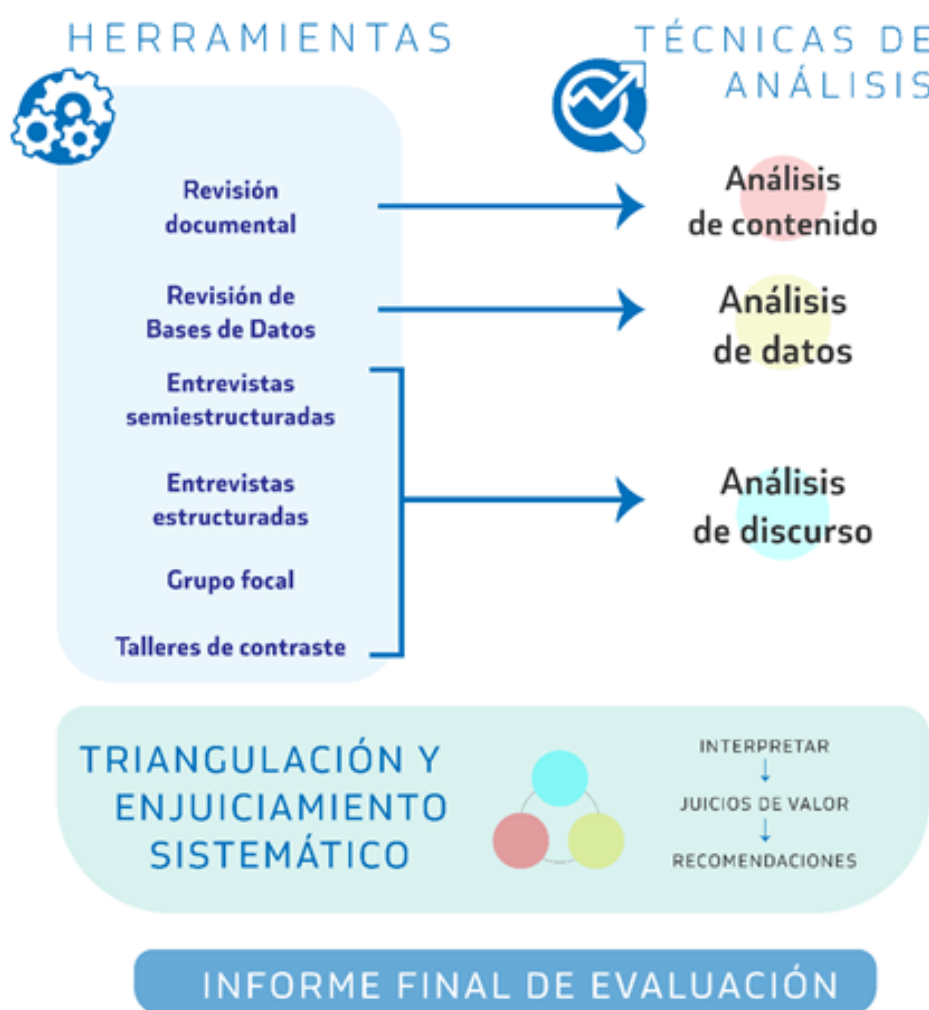 HERRAMIENTAS
TÉCNICAS DE
ANÁLISIS
Revisión
documental
Análisis
de contenido
Revisión de
Bases de Datos
Análisis
de datos
Entrevistas
semiestructuradas
Entrevistas
estructuradas
Grupo focal
Talleres de contraste
Análisis
de discurso
TRIANGULACIÓN Y
ENJUICIAMIENTO
SISTEMÁTICO
INTERPRETAR
JUICIOS DE VALOR
RECOMENDACIONES
INFORME FINAL DE EVALUACIÓN